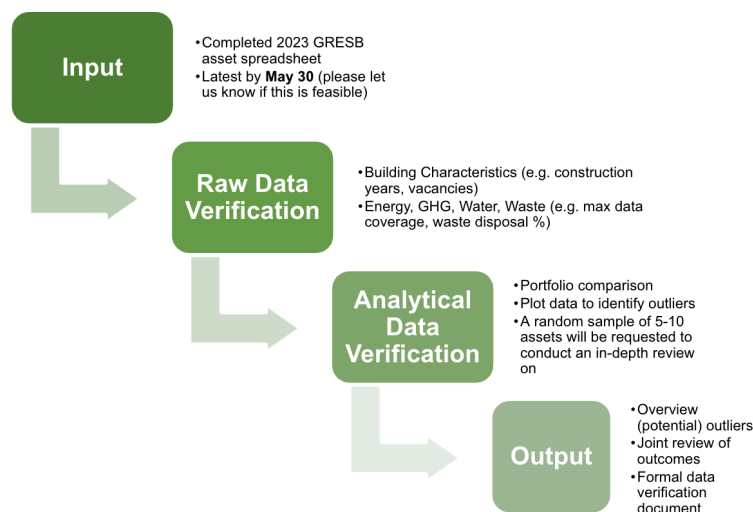 Input
•Completed 2023 GRESB
asset spreadsheet
•Latest by May 30 (please let
us know if this is feasible)
Raw Data
Verification
•Building Characteristics (e.g. construction
years, vacancies)
•Energy, GHG, Water, Waste (e.g. max data
coverage, waste disposal %)
Analytical
Data
Verification
•Portfolio comparison
•Plot data to identify outliers
•A random sample of 5-10
assets will be requested to
conduct an in-depth review
on
Output
•Overview
(potential) outliers
•Joint review of
outcomes
•Formal data
verification
document